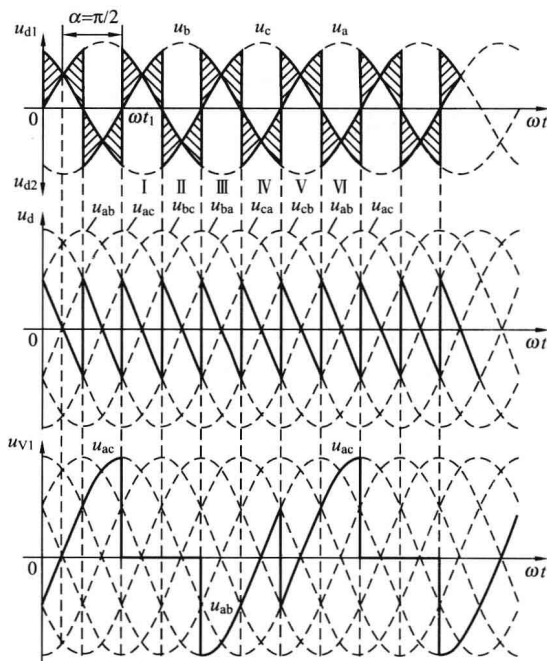 α=π/2
u_d1 u_b u_c u_a
0 ωt₁ ωt
u_d2 Ⅰ Ⅱ Ⅲ Ⅳ Ⅴ Ⅵ
u_d u_ab u_ac u_bc u_ba u_ca u_cb u_ab u_ac
0 ωt
u_V1 u_ac u_ac
0 ωt
u_ab